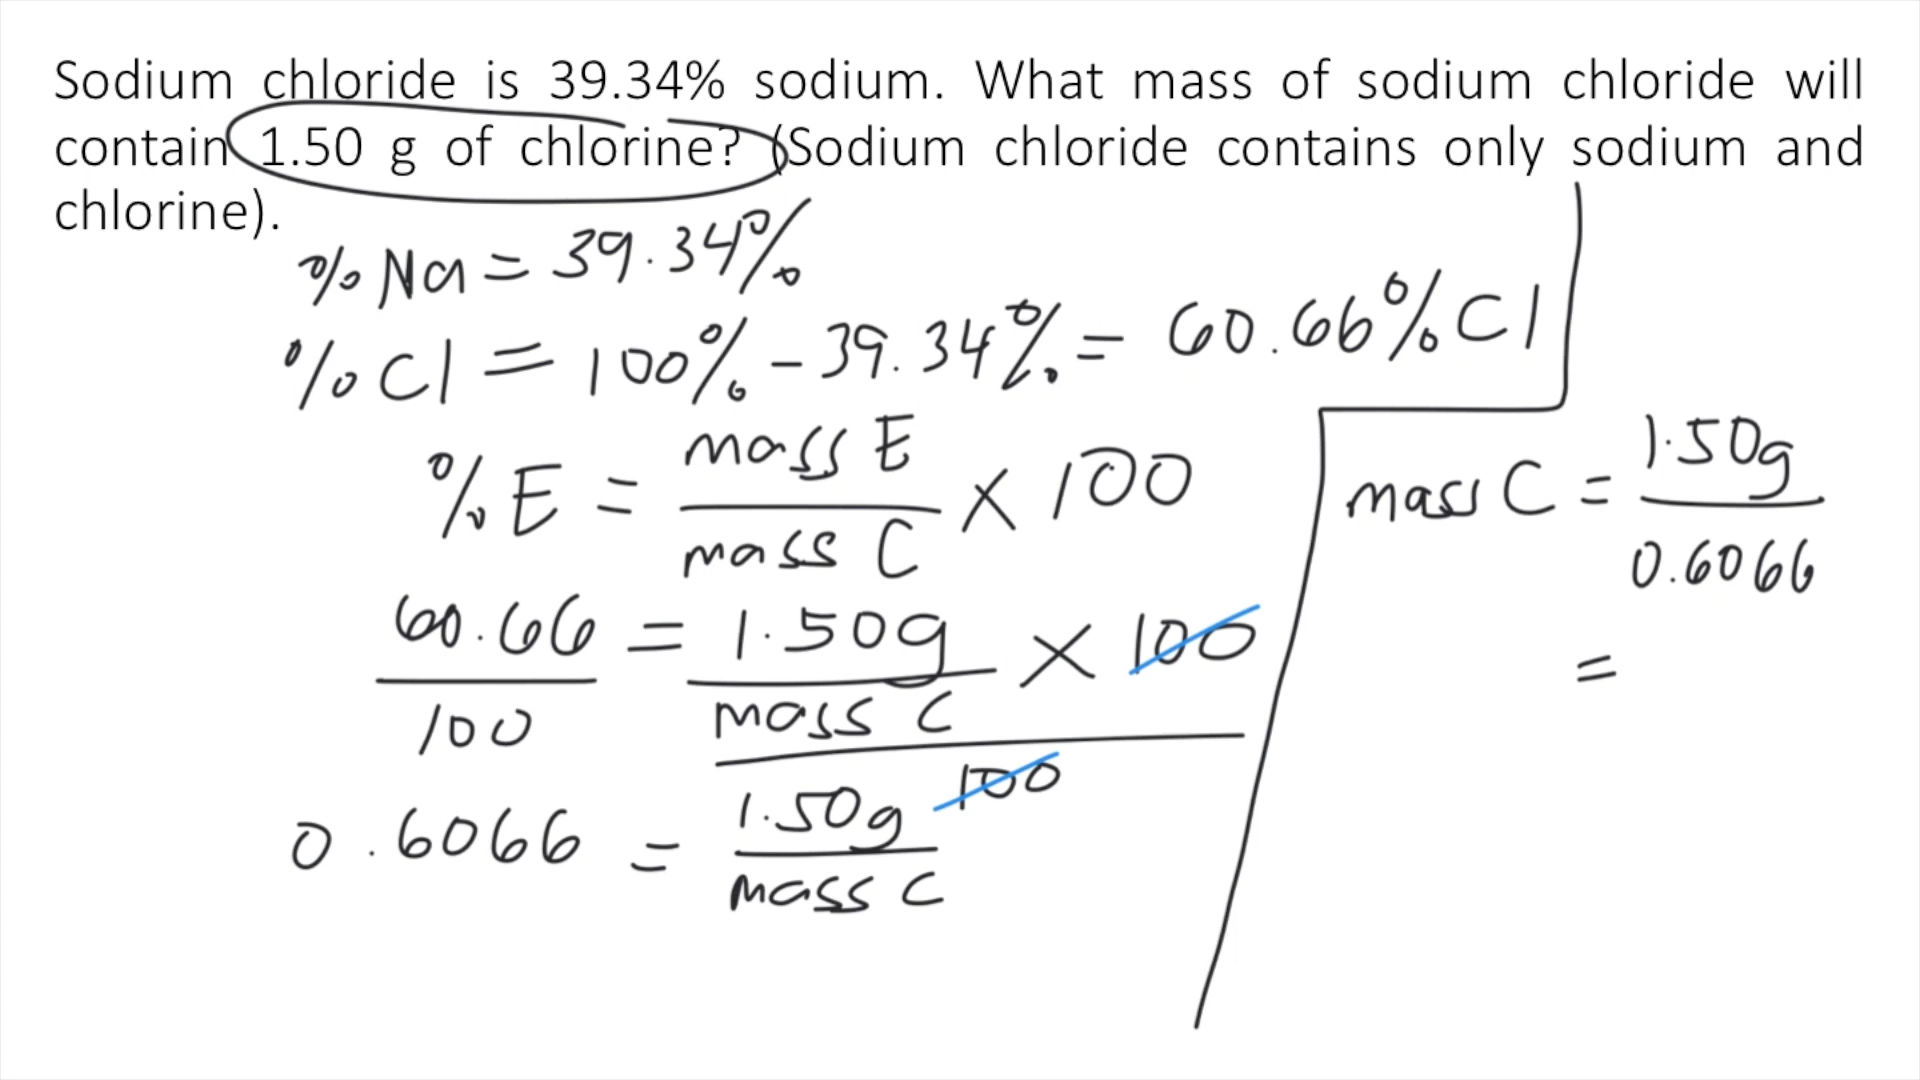 Sodium chloride is 39.34% sodium. What mass of sodium chloride will
contain 1.50 g of chlorine? (Sodium chloride contains only sodium and
chlorine).
% Na = 39.34%
% Cl = 100% - 39.34% = 60.66% Cl
% E = mass E / mass C × 100
60.66 / 100 = 1.50g / mass C × 100 / 100
0.6066 = 1.50g / mass C
mass C = 1.50g / 0.6066
=